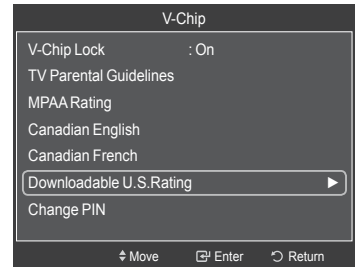 V-Chip
V-Chip Lock : On
TV Parental Guidelines
MPAA Rating
Canadian English
Canadian French
Downloadable U.S.Rating ►
Change PIN
Move Enter Return